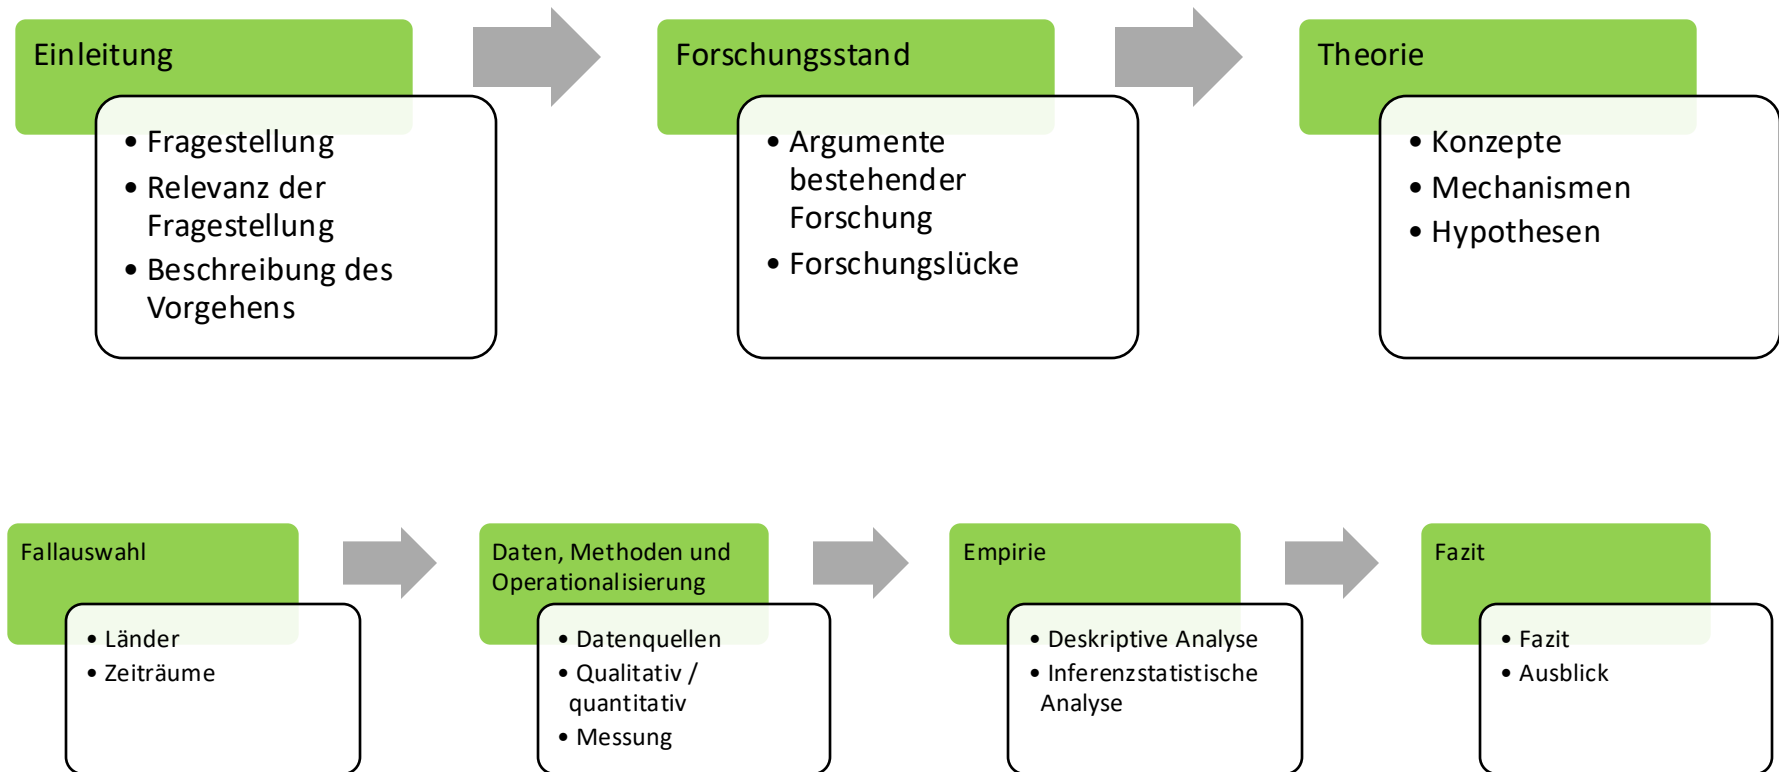 Einleitung
• Fragestellung
• Relevanz der
Fragestellung
• Beschreibung des
Vorgehens
Forschungsstand
• Argumente
bestehender
Forschung
• Forschungslücke
Theorie
• Konzepte
• Mechanismen
• Hypothesen
Fallauswahl
• Länder
• Zeiträume
Daten, Methoden und
Operationalisierung
• Datenquellen
• Qualitativ /
quantitativ
• Messung
Empirie
• Deskriptive Analyse
• Inferenzstatistische
Analyse
Fazit
• Fazit
• Ausblick